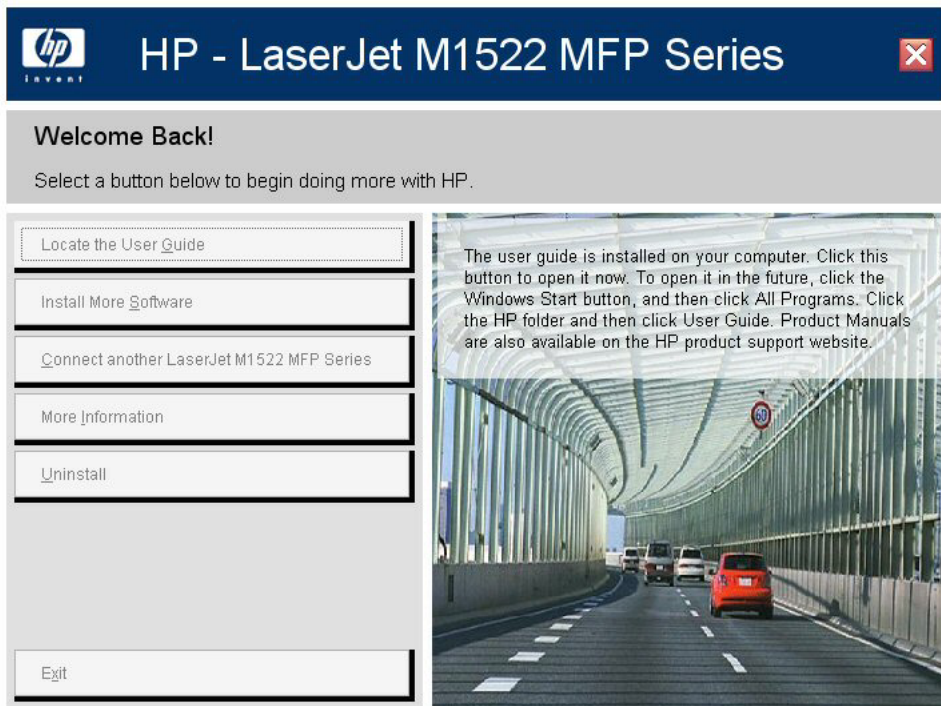 hp
invent
HP - LaserJet M1522 MFP Series
Welcome Back!
Select a button below to begin doing more with HP.
Locate the User Guide
Install More Software
Connect another LaserJet M1522 MFP Series
More Information
Uninstall
Exit
The user guide is installed on your computer. Click this
button to open it now. To open it in the future, click the
Windows Start button, and then click All Programs. Click
the HP folder and then click User Guide. Product Manuals
are also available on the HP product support website.
60